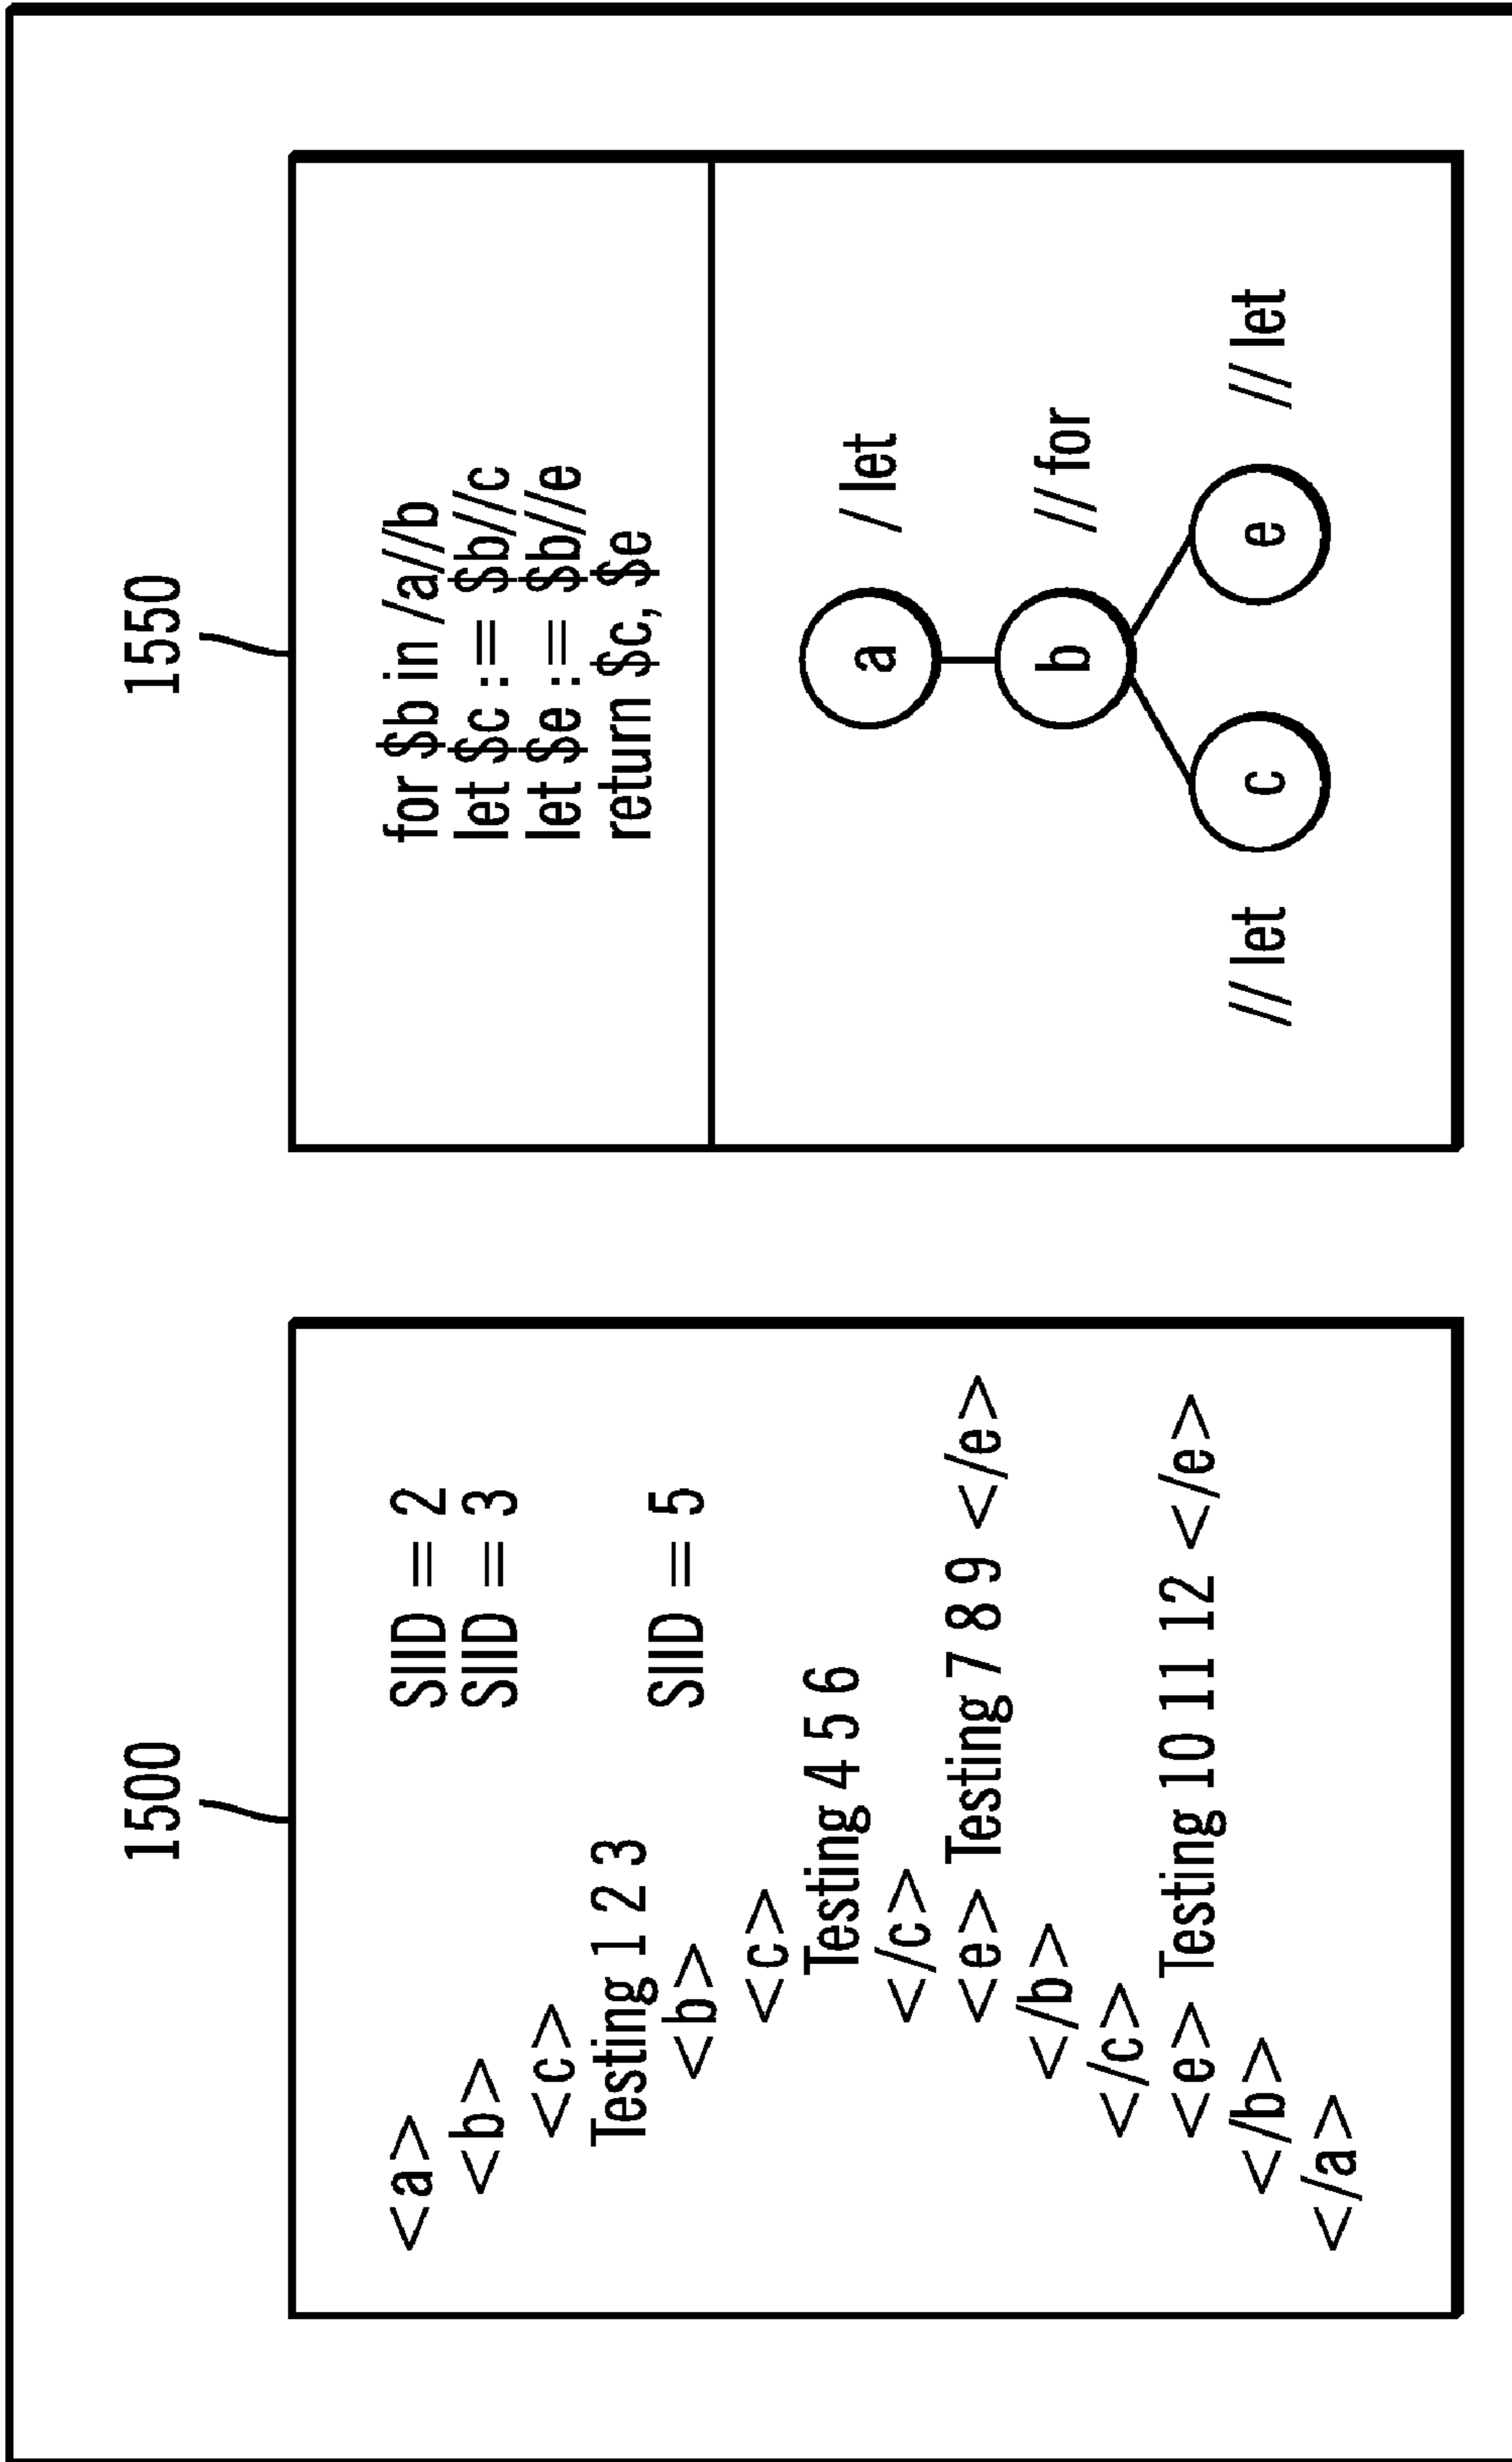 1500
<a> SIID = 2
<b> SIID = 3
<c>
Testing 1 2 3
<b> SIID = 5
<c>
Testing 4 5 6
</c>
<e> Testing 7 8 9 </e>
</b>
</c>
<e> Testing 10 11 12 </e>
</b>
</a>
1550
for $b in /a//b
let $c := $b//c
let $e := $b//e
return $c, $e
a / let
b // for
// let c e // let